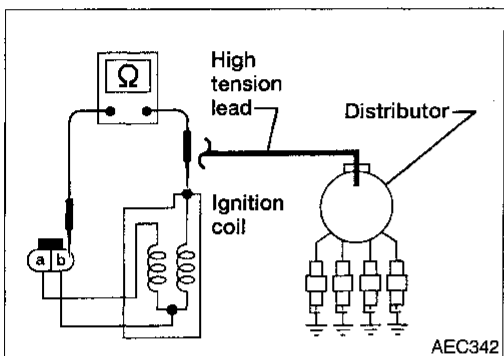 Ω
High
tension
lead
Distributor
Ignition
coil
a b
AEC342